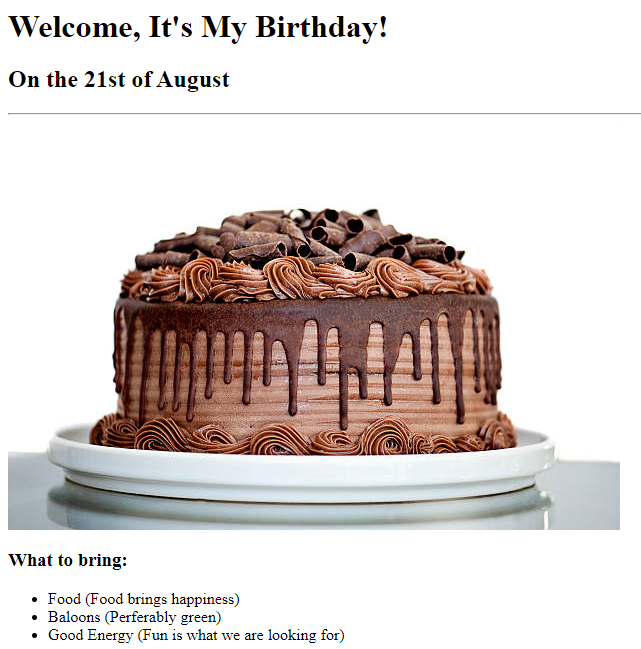 Welcome, It's My Birthday!
On the 21st of August
What to bring:
Food (Food brings happiness)
Baloons (Perferably green)
Good Energy (Fun is what we are looking for)